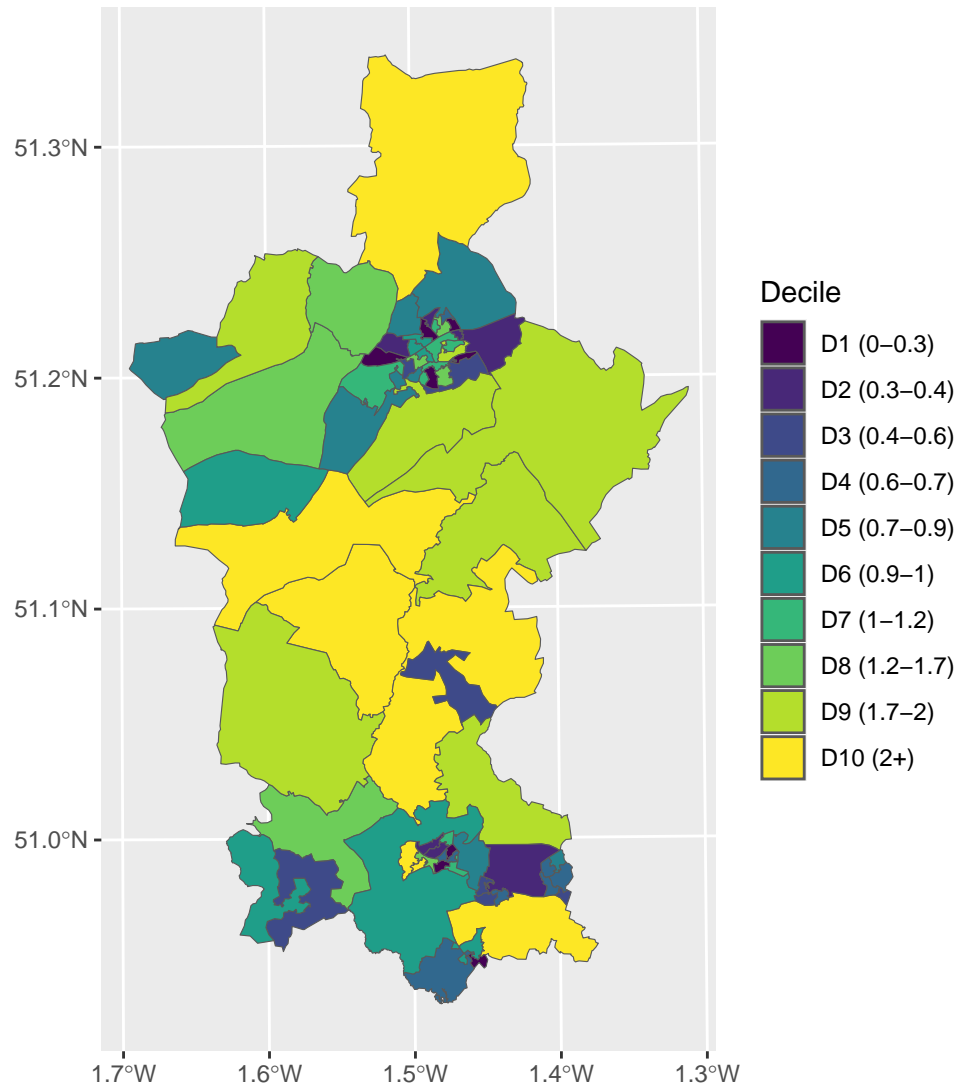 51.3°N
51.2°N
51.1°N
51.0°N
1.7°W
1.6°W
1.5°W
1.4°W
1.3°W
Decile
D1 (0–0.3)
D2 (0.3–0.4)
D3 (0.4–0.6)
D4 (0.6–0.7)
D5 (0.7–0.9)
D6 (0.9–1)
D7 (1–1.2)
D8 (1.2–1.7)
D9 (1.7–2)
D10 (2+)